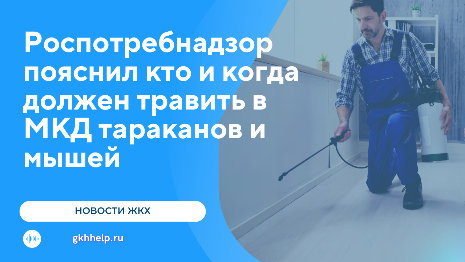 Роспотребнадзор
пояснил кто и когда
должен травить в
МКД тараканов и
мышей
НОВОСТИ ЖКХ
gkhhelp.ru